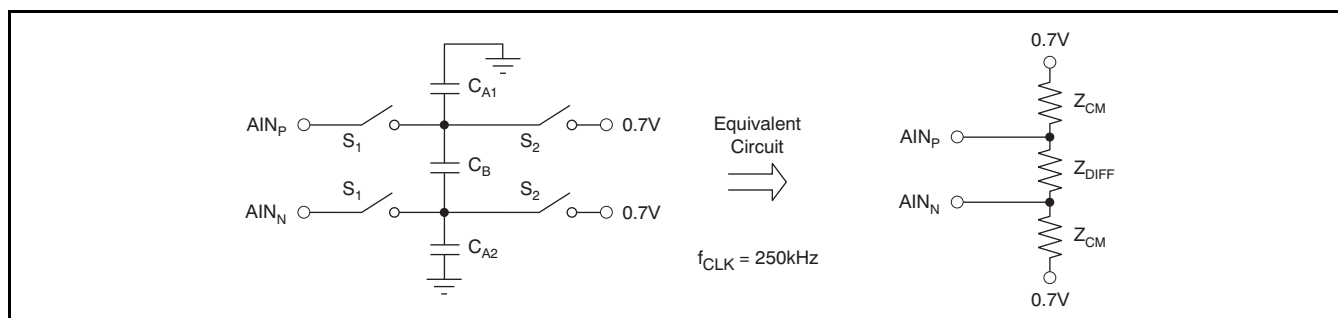 0.7V
C_A1
Z_CM
AIN_P
S_1
S_2
0.7V
Equivalent
Circuit
AIN_P
C_B
Z_DIFF
AIN_N
S_1
S_2
0.7V
AIN_N
C_A2
Z_CM
f_CLK = 250kHz
0.7V